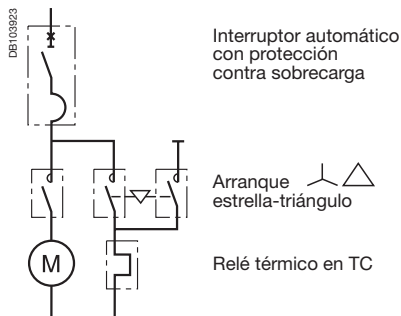 DB103923
Interruptor automático
con protección
contra sobrecarga
Arranque
estrella-triángulo
Relé térmico en TC
M